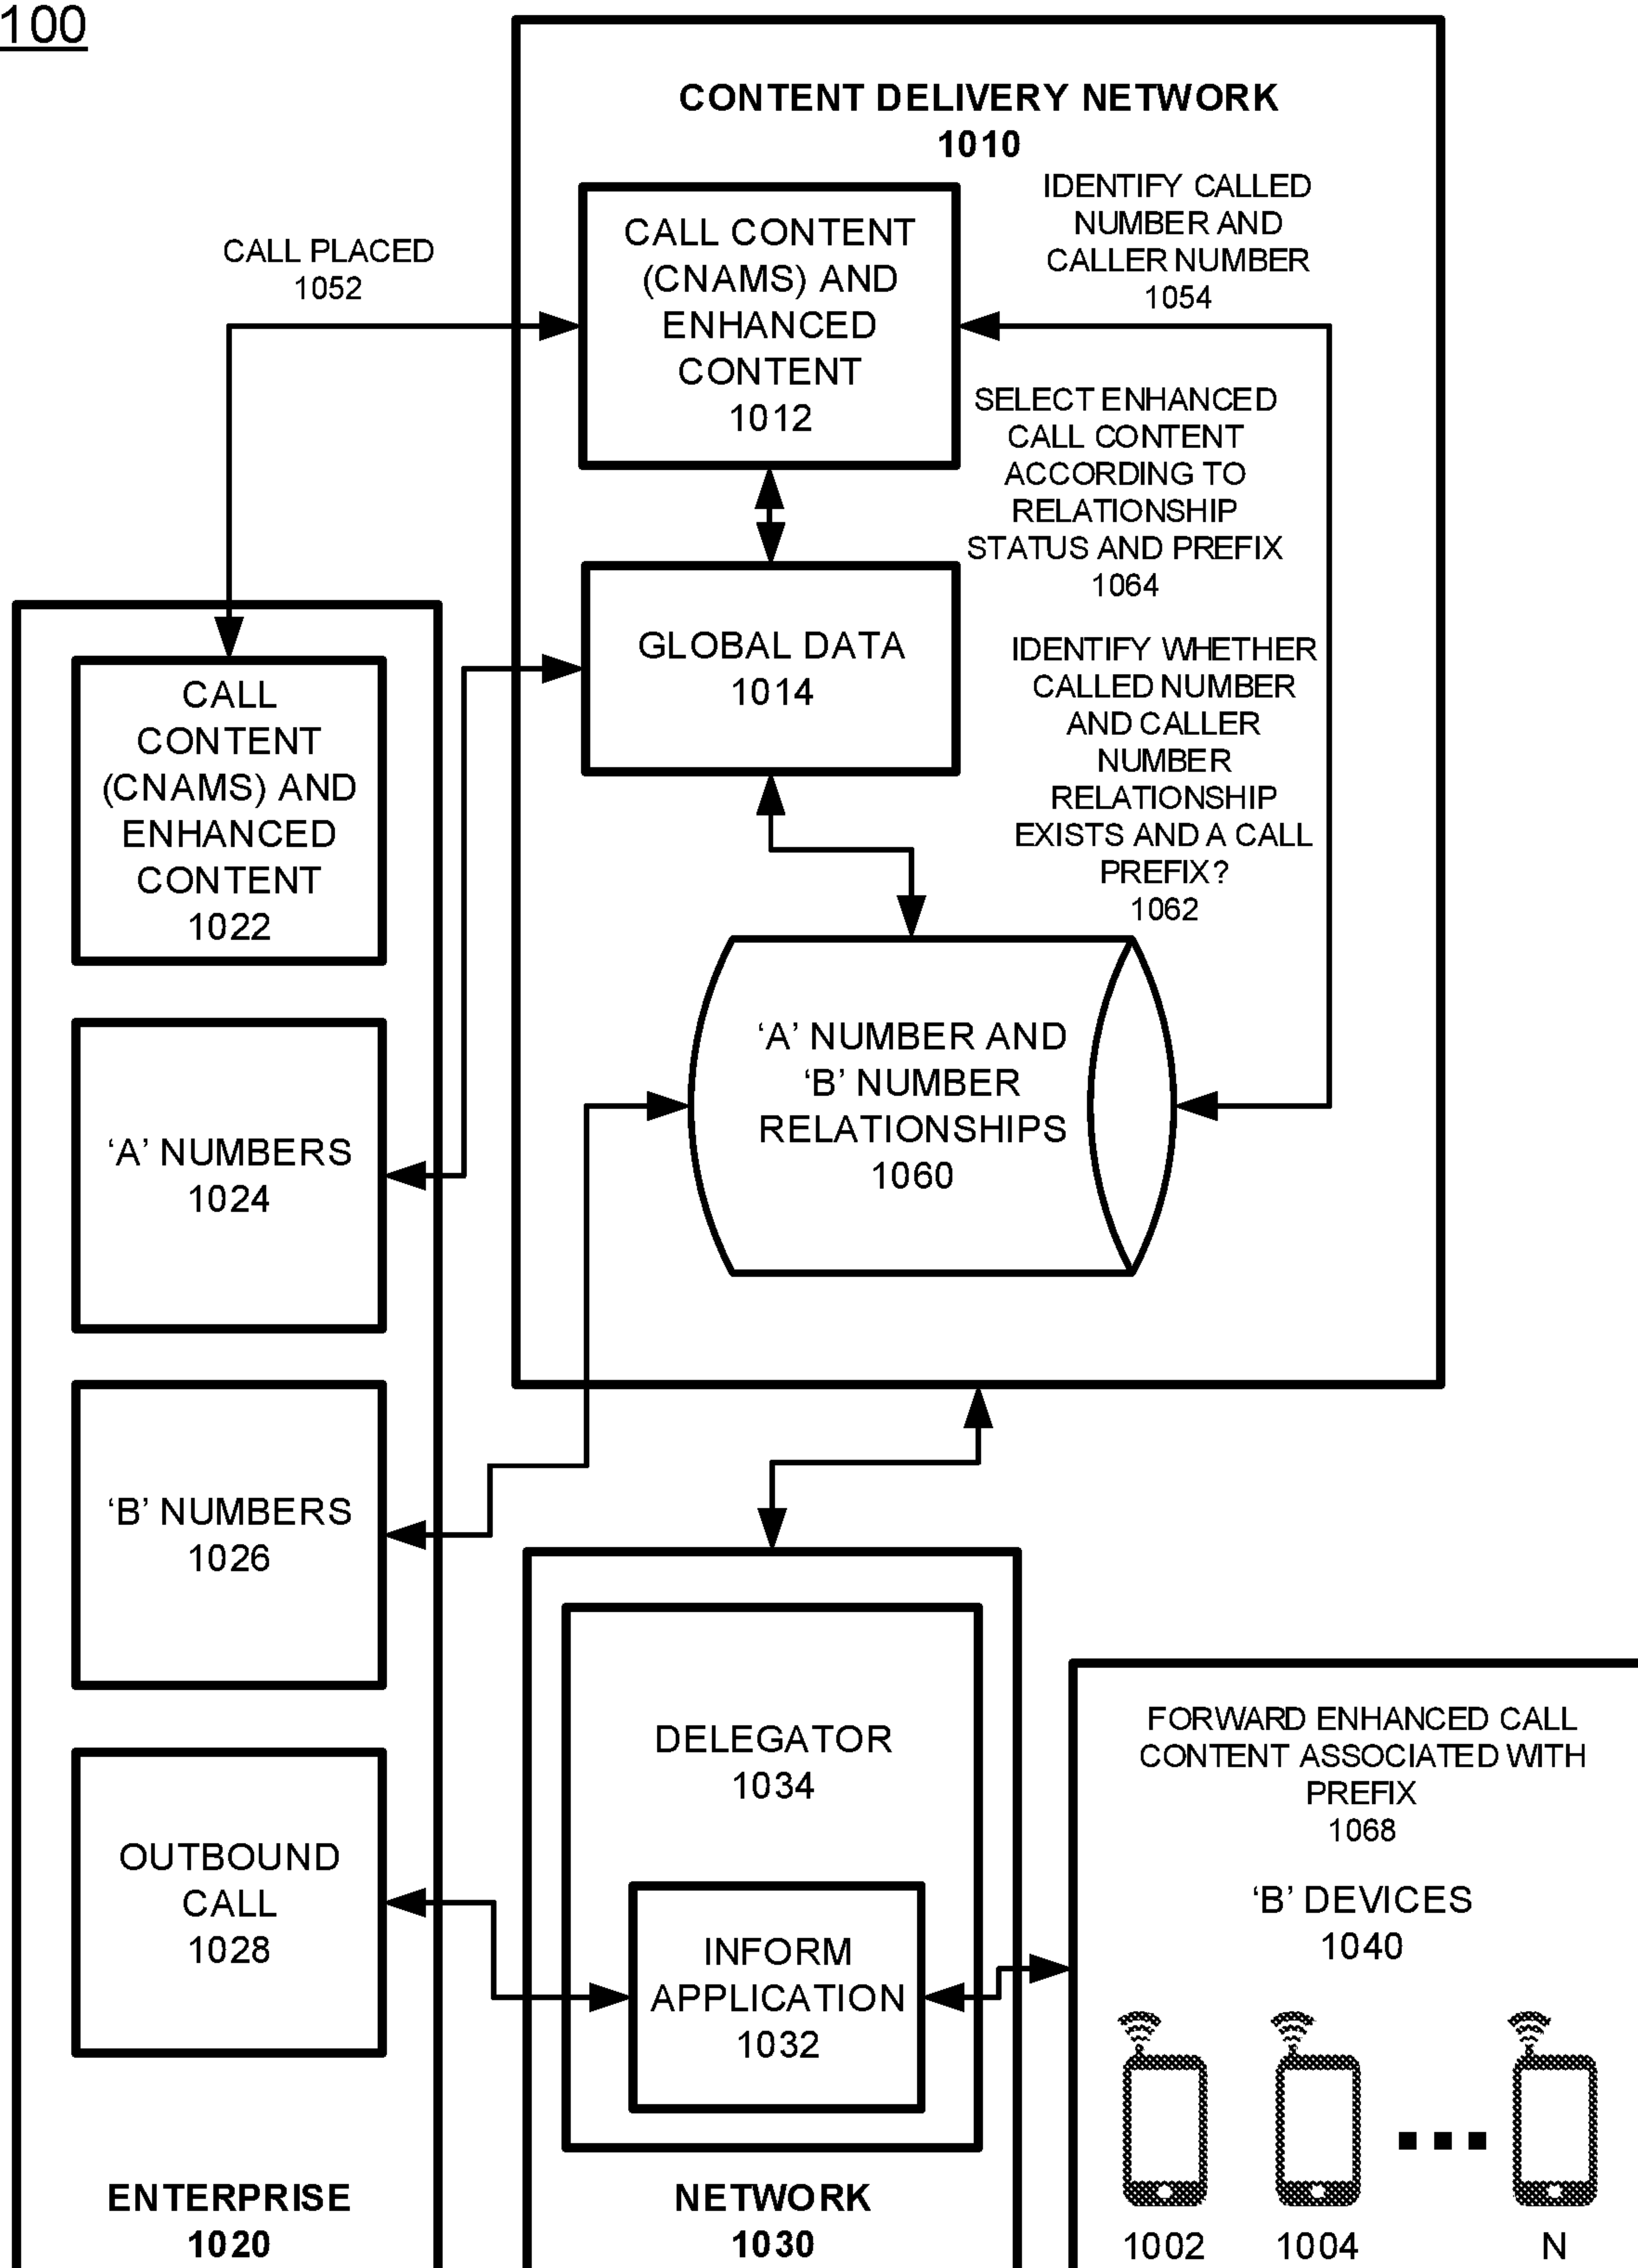 100
CONTENT DELIVERY NETWORK
1010
CALL PLACED
1052
CALL CONTENT
(CNAMS) AND
ENHANCED
CONTENT
1012
IDENTIFY CALLED
NUMBER AND
CALLER NUMBER
1054
SELECT ENHANCED
CALL CONTENT
ACCORDING TO
RELATIONSHIP
STATUS AND PREFIX
1064
GLOBAL DATA
1014
IDENTIFY WHETHER
CALLED NUMBER
AND CALLER
NUMBER
RELATIONSHIP
EXISTS AND A CALL
PREFIX?
1062
CALL
CONTENT
(CNAMS) AND
ENHANCED
CONTENT
1022
‘A’ NUMBER AND
‘B’ NUMBER
RELATIONSHIPS
1060
‘A’ NUMBERS
1024
‘B’ NUMBERS
1026
OUTBOUND
CALL
1028
DELEGATOR
1034
INFORM
APPLICATION
1032
FORWARD ENHANCED CALL
CONTENT ASSOCIATED WITH
PREFIX
1068
‘B’ DEVICES
1040
1002
1004
N
ENTERPRISE
1020
NETWORK
1030